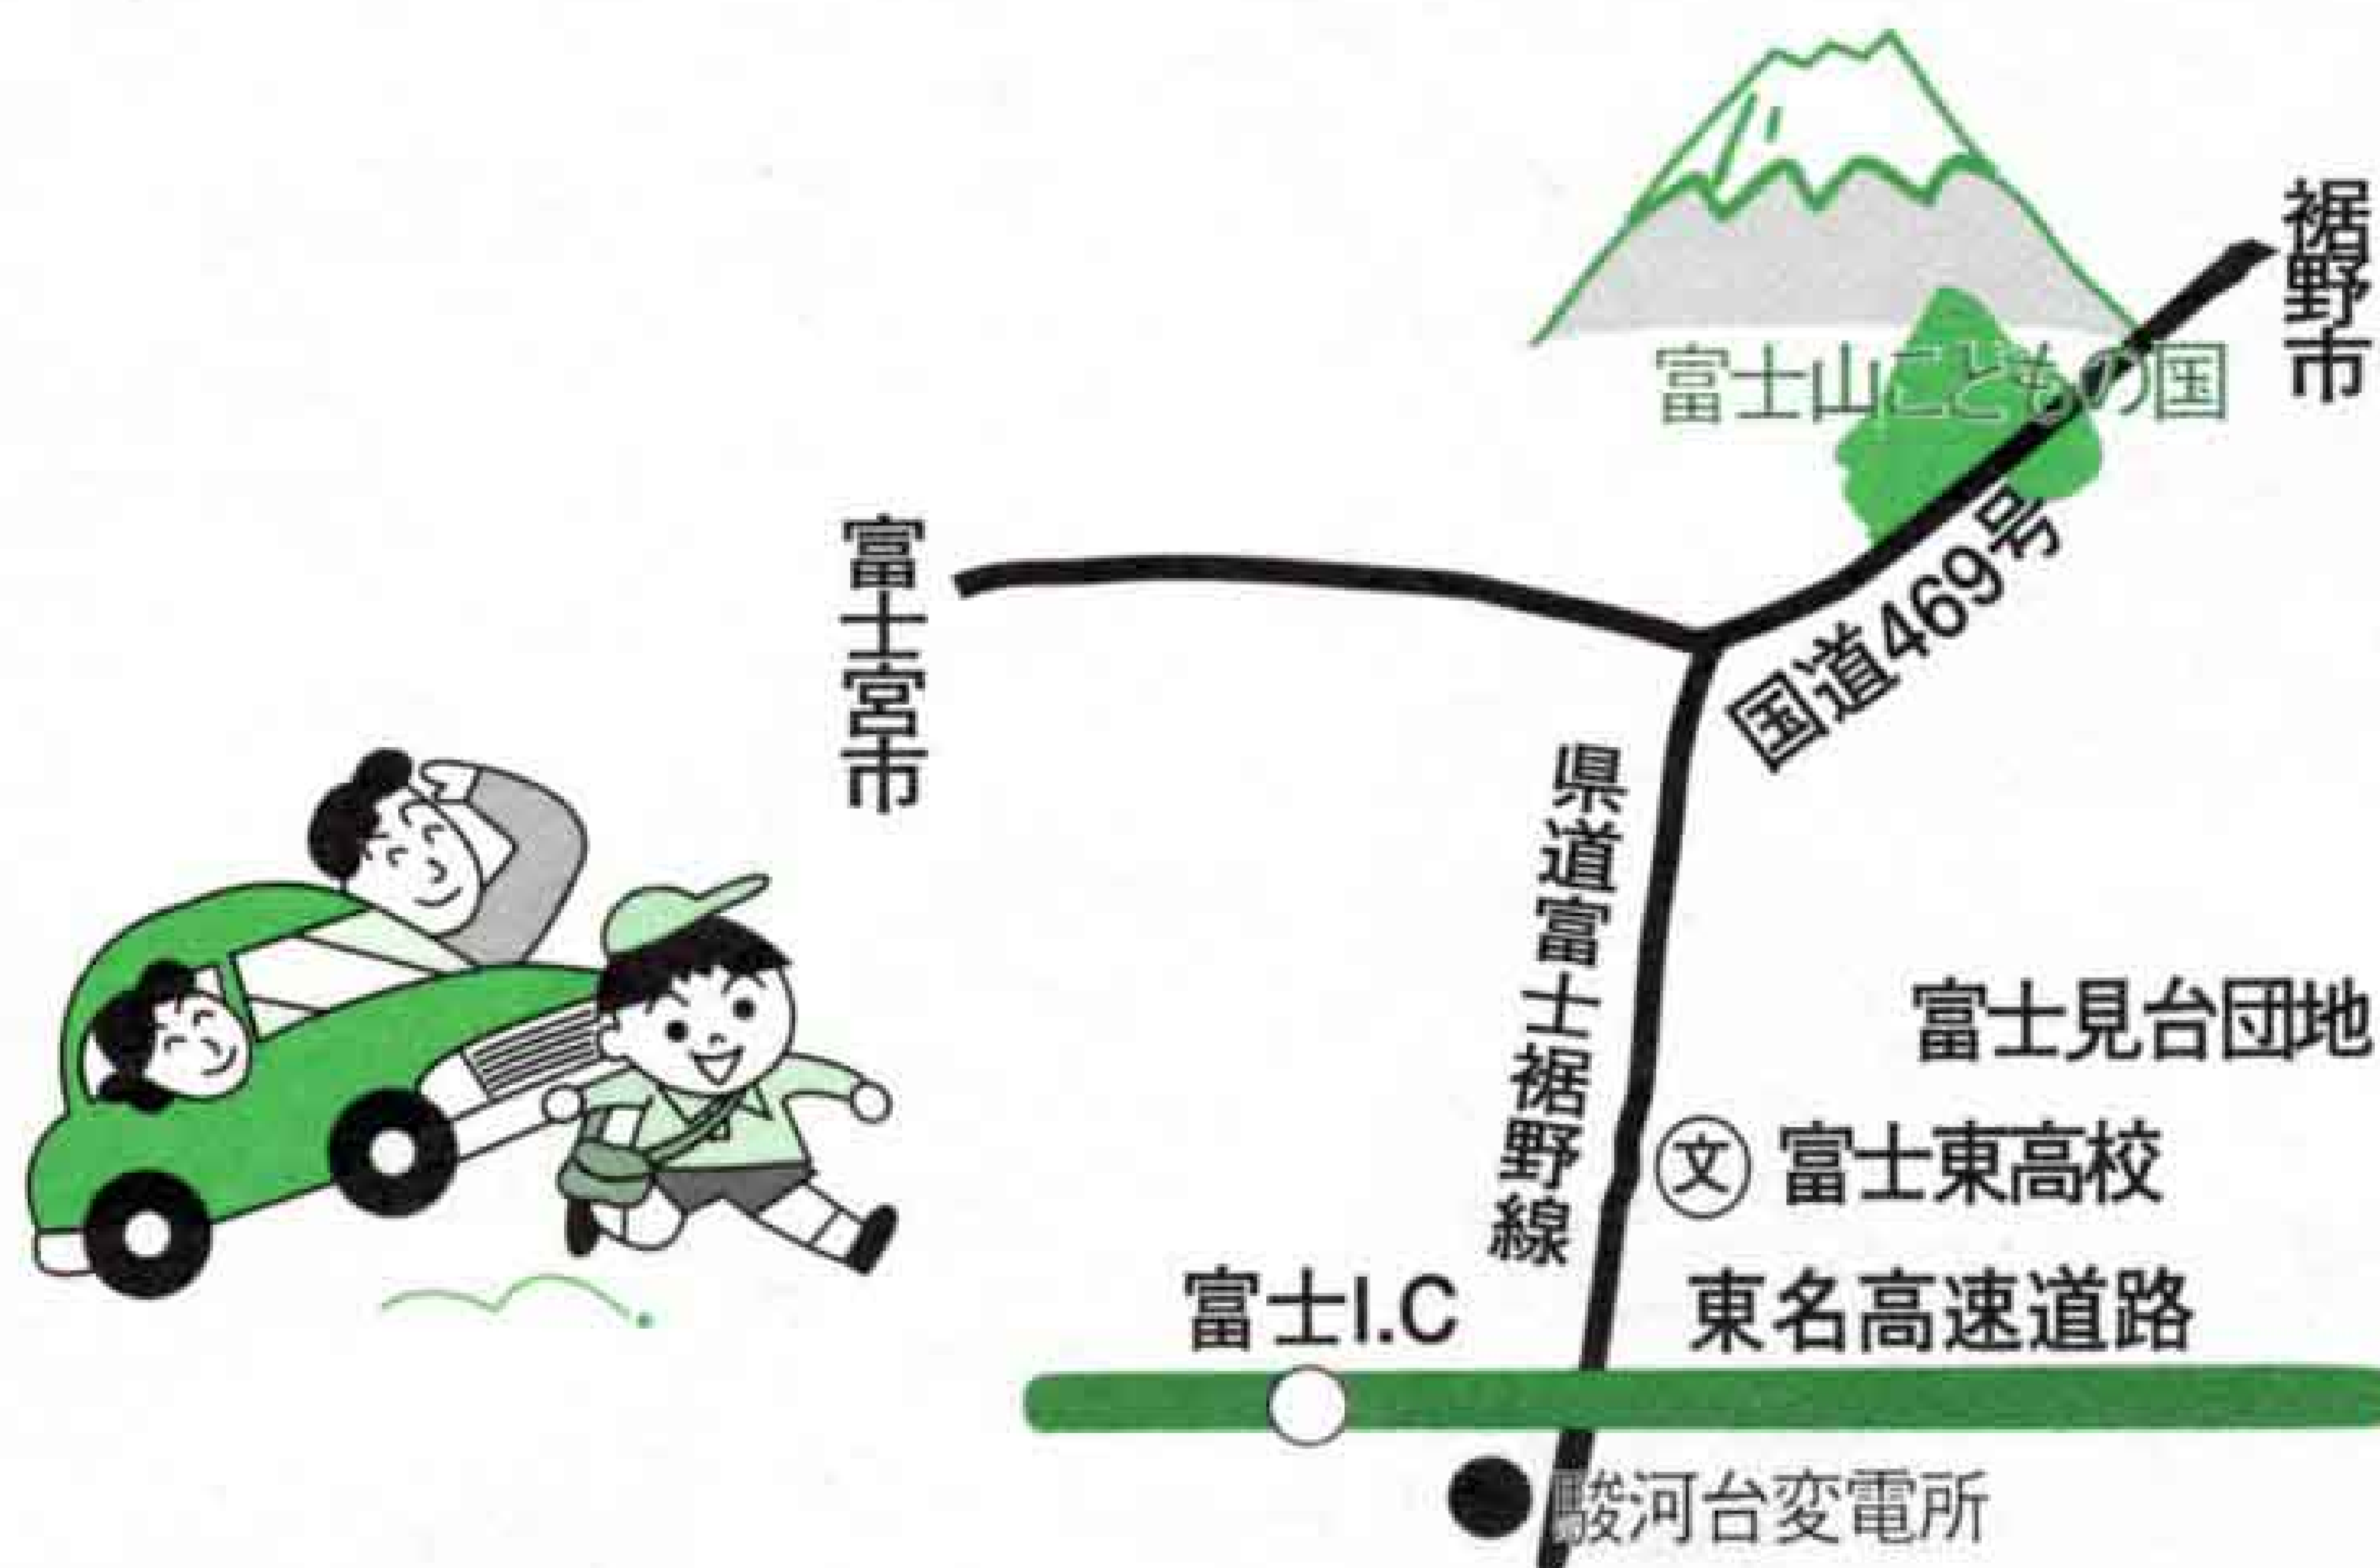 裾野市
富士山こどもの国
国道469号
富士宮市
県道富士裾野線
富士見台団地
文 富士東高校
富士I.C
東名高速道路
駿河台変電所